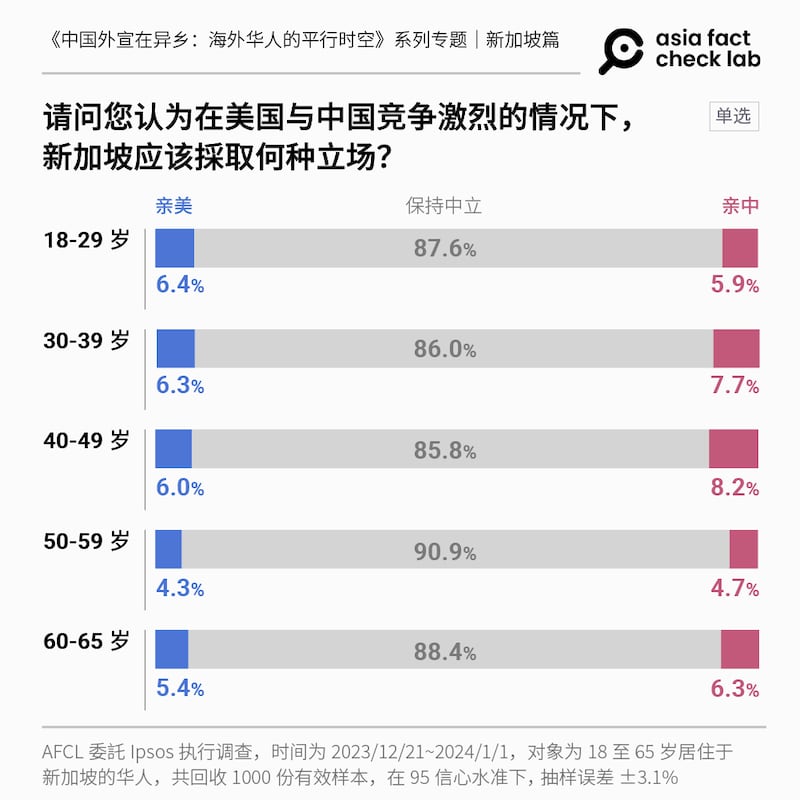 《中国外宣在异乡：海外华人的平行时空》系列专题｜新加坡篇
asia fact
check lab
请问您认为在美国与中国竞争激烈的情况下，
单选
新加坡应该採取何种立场？
亲美 保持中立 亲中
18-29 岁 87.6%
6.4% 5.9%
30-39 岁 86.0%
6.3% 7.7%
40-49 岁 85.8%
6.0% 8.2%
50-59 岁 90.9%
4.3% 4.7%
60-65 岁 88.4%
5.4% 6.3%
AFCL 委託 Ipsos 执行调查，时间为 2023/12/21~2024/1/1，对象为 18 至 65 岁居住于
新加坡的华人，共回收 1000 份有效样本，在 95 信心水准下，抽样误差 ±3.1%